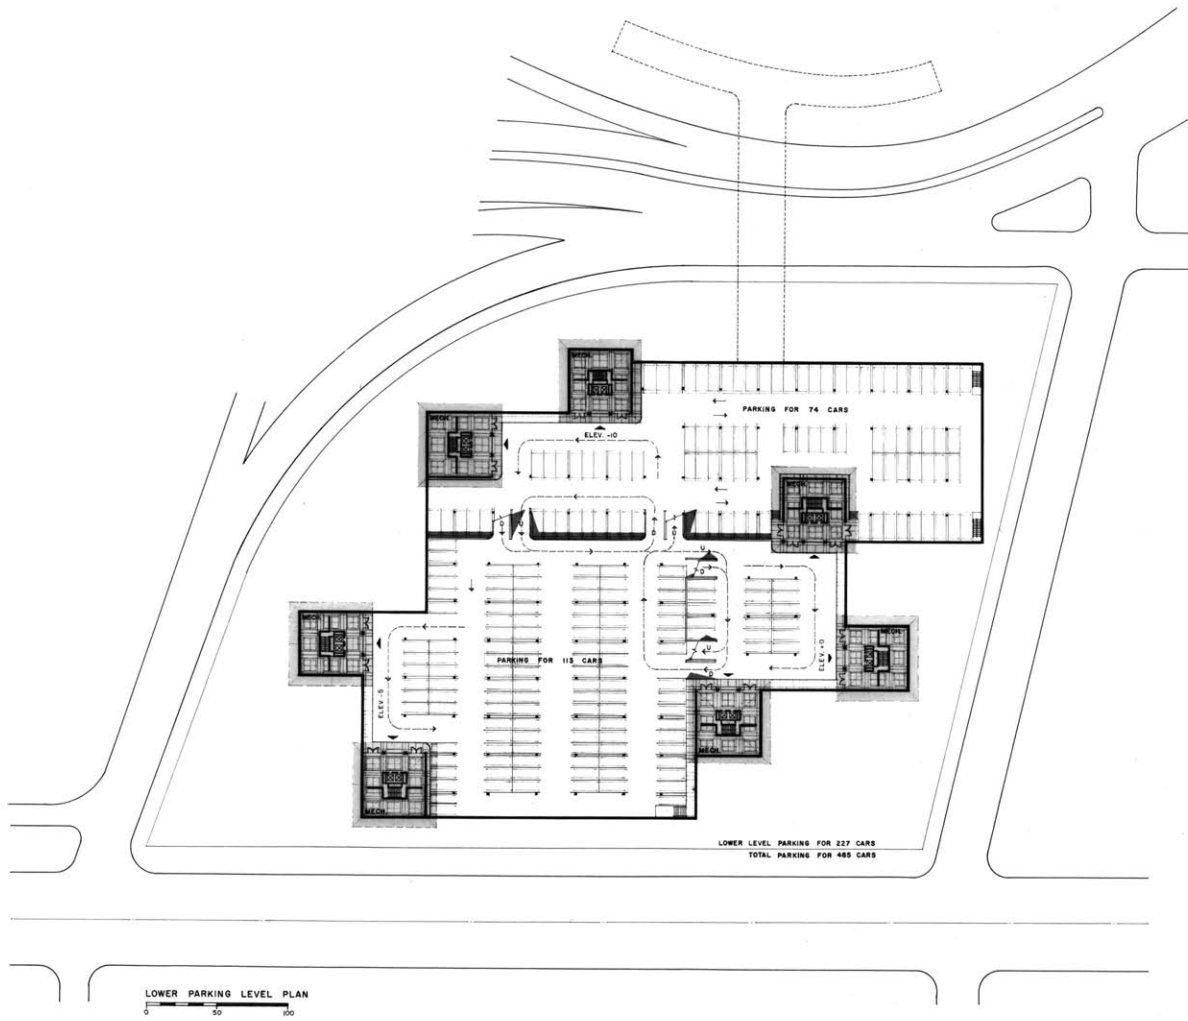 MECH.
PARKING FOR 74 CARS
MECH.
ELEV. -10
MECH.
D
U
D
D
U
D
MECH.
MECH.
PARKING FOR 113 CARS
ELEV. -5
U
ELEV. +0
D
MECH.
MECH.
LOWER LEVEL PARKING FOR 227 CARS
TOTAL PARKING FOR 485 CARS
LOWER PARKING LEVEL PLAN
0 50 100